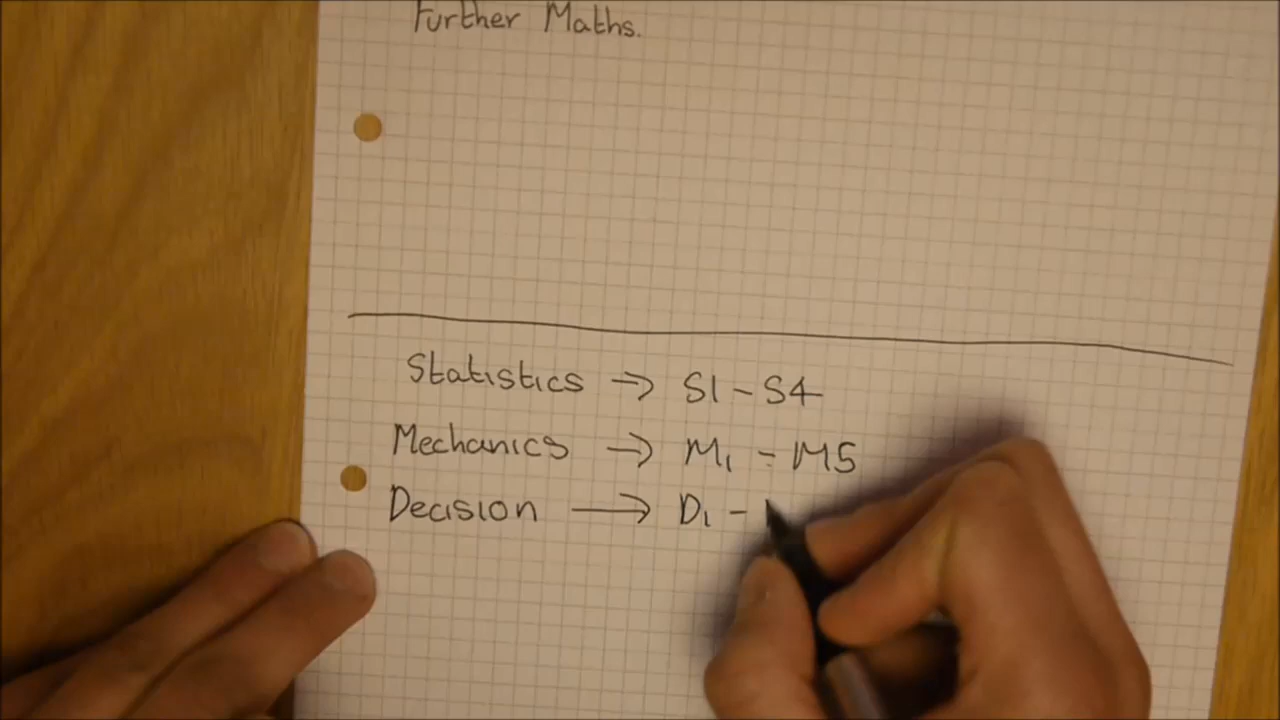 Further Maths.
Statistics → S1 - S4
Mechanics → M1 - M5
Decision → D1 -